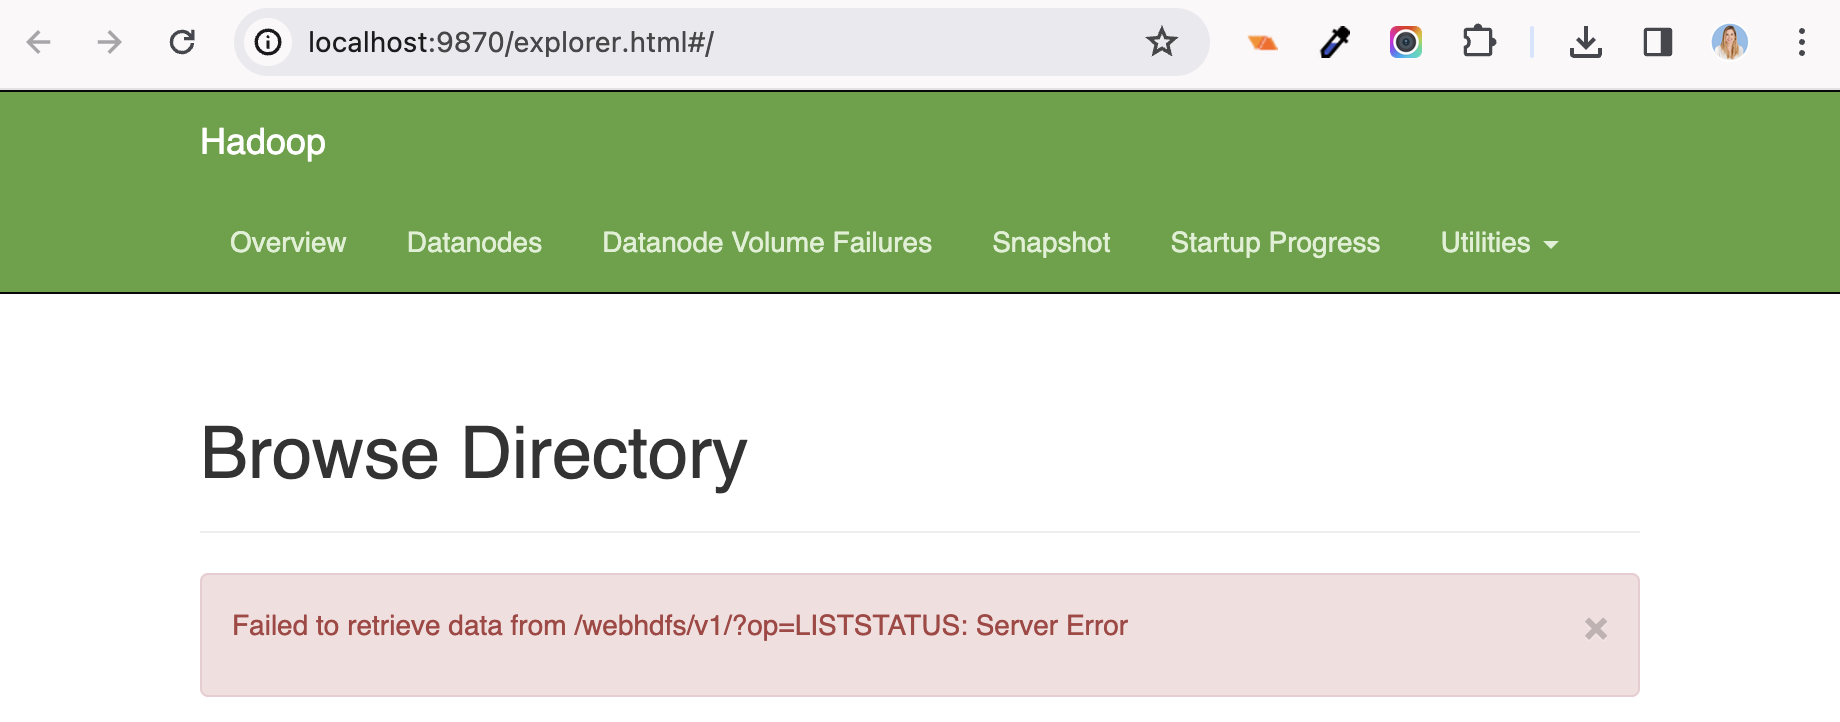 localhost:9870/explorer.html#/
Hadoop
Overview Datanodes Datanode Volume Failures Snapshot Startup Progress Utilities
Browse Directory
Failed to retrieve data from /webhdfs/v1/?op=LISTSTATUS: Server Error